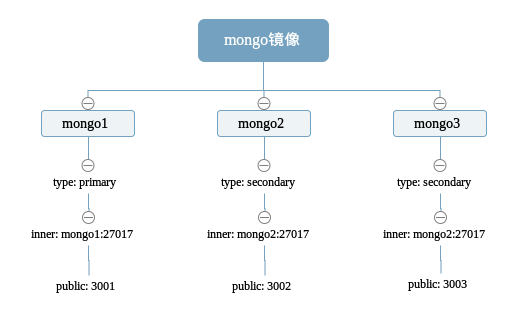 mongo镜像
mongo1
mongo2
mongo3
type: primary
type: secondary
type: secondary
inner: mongo1:27017
inner: mongo2:27017
inner: mongo2:27017
public: 3001
public: 3002
public: 3003